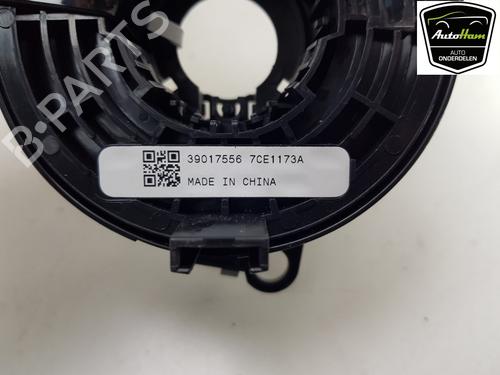 AutoHam
AUTO
ONDERDELEN
B-PARTS
39017556 7CE1173A
MADE IN CHINA